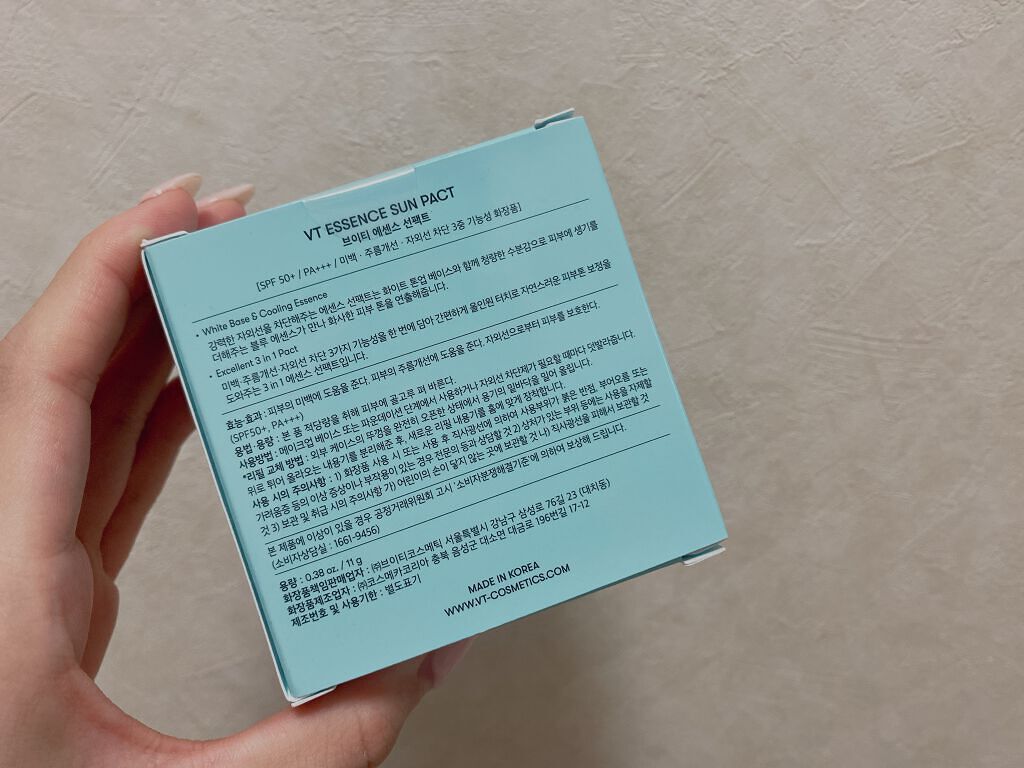 VT ESSENCE SUN PACT
브이티 에센스 선팩트
[SPF 50+ / PA+++ / 미백 · 주름개선 · 자외선 차단 3중 기능성 화장품]
• White Base & Cooling Essence
강력한 자외선을 차단해주는 에센스 선팩트는 화이트 톤업 베이스와 함께 청량한 수분감으로 피부에 생기를
더해주는 블루 에센스가 만나 화사한 피부 톤을 연출해줍니다.
• Excellent 3 in 1 Pact
미백·주름개선·자외선 차단 3가지 기능성을 한 번에 담아 간편하게 올인원 터치로 자연스러운 피부톤 보정을
도와주는 3 in 1 에센스 선팩트입니다.
효능·효과 : 피부의 미백에 도움을 준다. 피부의 주름개선에 도움을 준다. 자외선으로부터 피부를 보호한다.
(SPF50+, PA+++)
용법·용량 : 본 품 적당량을 취해 피부에 골고루 펴 바른다.
사용방법 : 메이크업 베이스 또는 파운데이션 단계에서 사용하거나 자외선 차단제가 필요할 때마다 덧발라줍니다.
*리필 교체 방법 : 외부 케이스의 뚜껑을 완전히 오픈한 상태에서 용기의 밑바닥을 밀어 올립니다.
위로 튀어 올라오는 내용기를 분리해준 후, 새로운 리필 내용기를 홈에 맞게 장착합니다.
사용 시의 주의사항 : 1) 화장품 사용 시 또는 사용 후 직사광선에 의하여 사용부위가 붉은 반점, 부어오름 또는
가려움증 등의 이상 증상이나 부작용이 있는 경우 전문의 등과 상담할 것 2) 상처가 있는 부위 등에는 사용을 자제할
것 3) 보관 및 취급 시의 주의사항 가) 어린이의 손이 닿지 않는 곳에 보관할 것 나) 직사광선을 피해서 보관할 것
본 제품에 이상이 있을 경우 공정거래위원회 고시 '소비자분쟁해결기준'에 의하여 보상해 드립니다.
(소비자상담실 : 1661-9456)
용량 : 0.38 oz. / 11 g
화장품책임판매업자 : ㈜브이티코스메틱 서울특별시 강남구 삼성로 76길 23 (대치동)
화장품제조업자 : ㈜코스메카코리아 충북 음성군 대소면 대금로 196번길 17-12
제조번호 및 사용기한 : 별도표기
MADE IN KOREA
WWW.VT-COSMETICS.COM